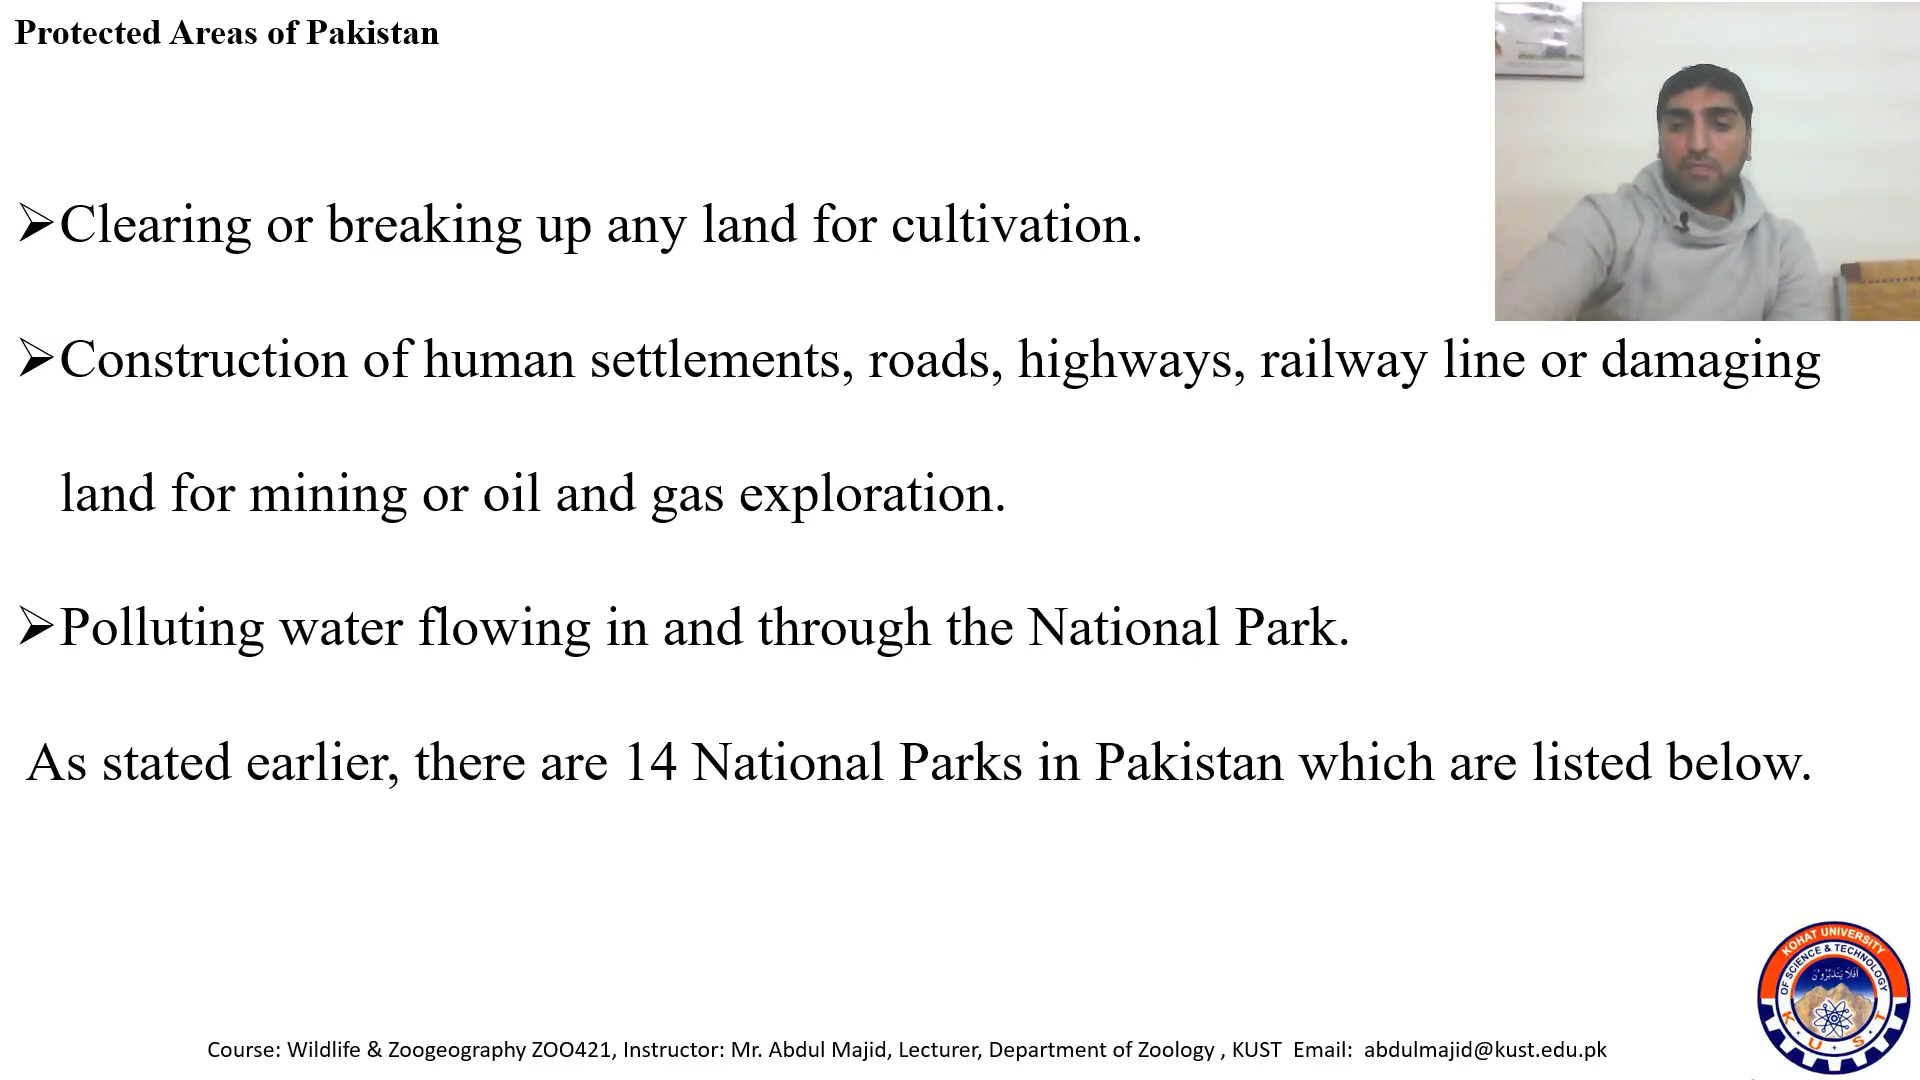 Protected Areas of Pakistan
➢Clearing or breaking up any land for cultivation.
➢Construction of human settlements, roads, highways, railway line or damaging
land for mining or oil and gas exploration.
➢Polluting water flowing in and through the National Park.
As stated earlier, there are 14 National Parks in Pakistan which are listed below.
KOHAT UNIVERSITY
OF SCIENCE & TECHNOLOGY
K U S T
Course: Wildlife & Zoogeography ZOO421, Instructor: Mr. Abdul Majid, Lecturer, Department of Zoology , KUST  Email:  abdulmajid@kust.edu.pk